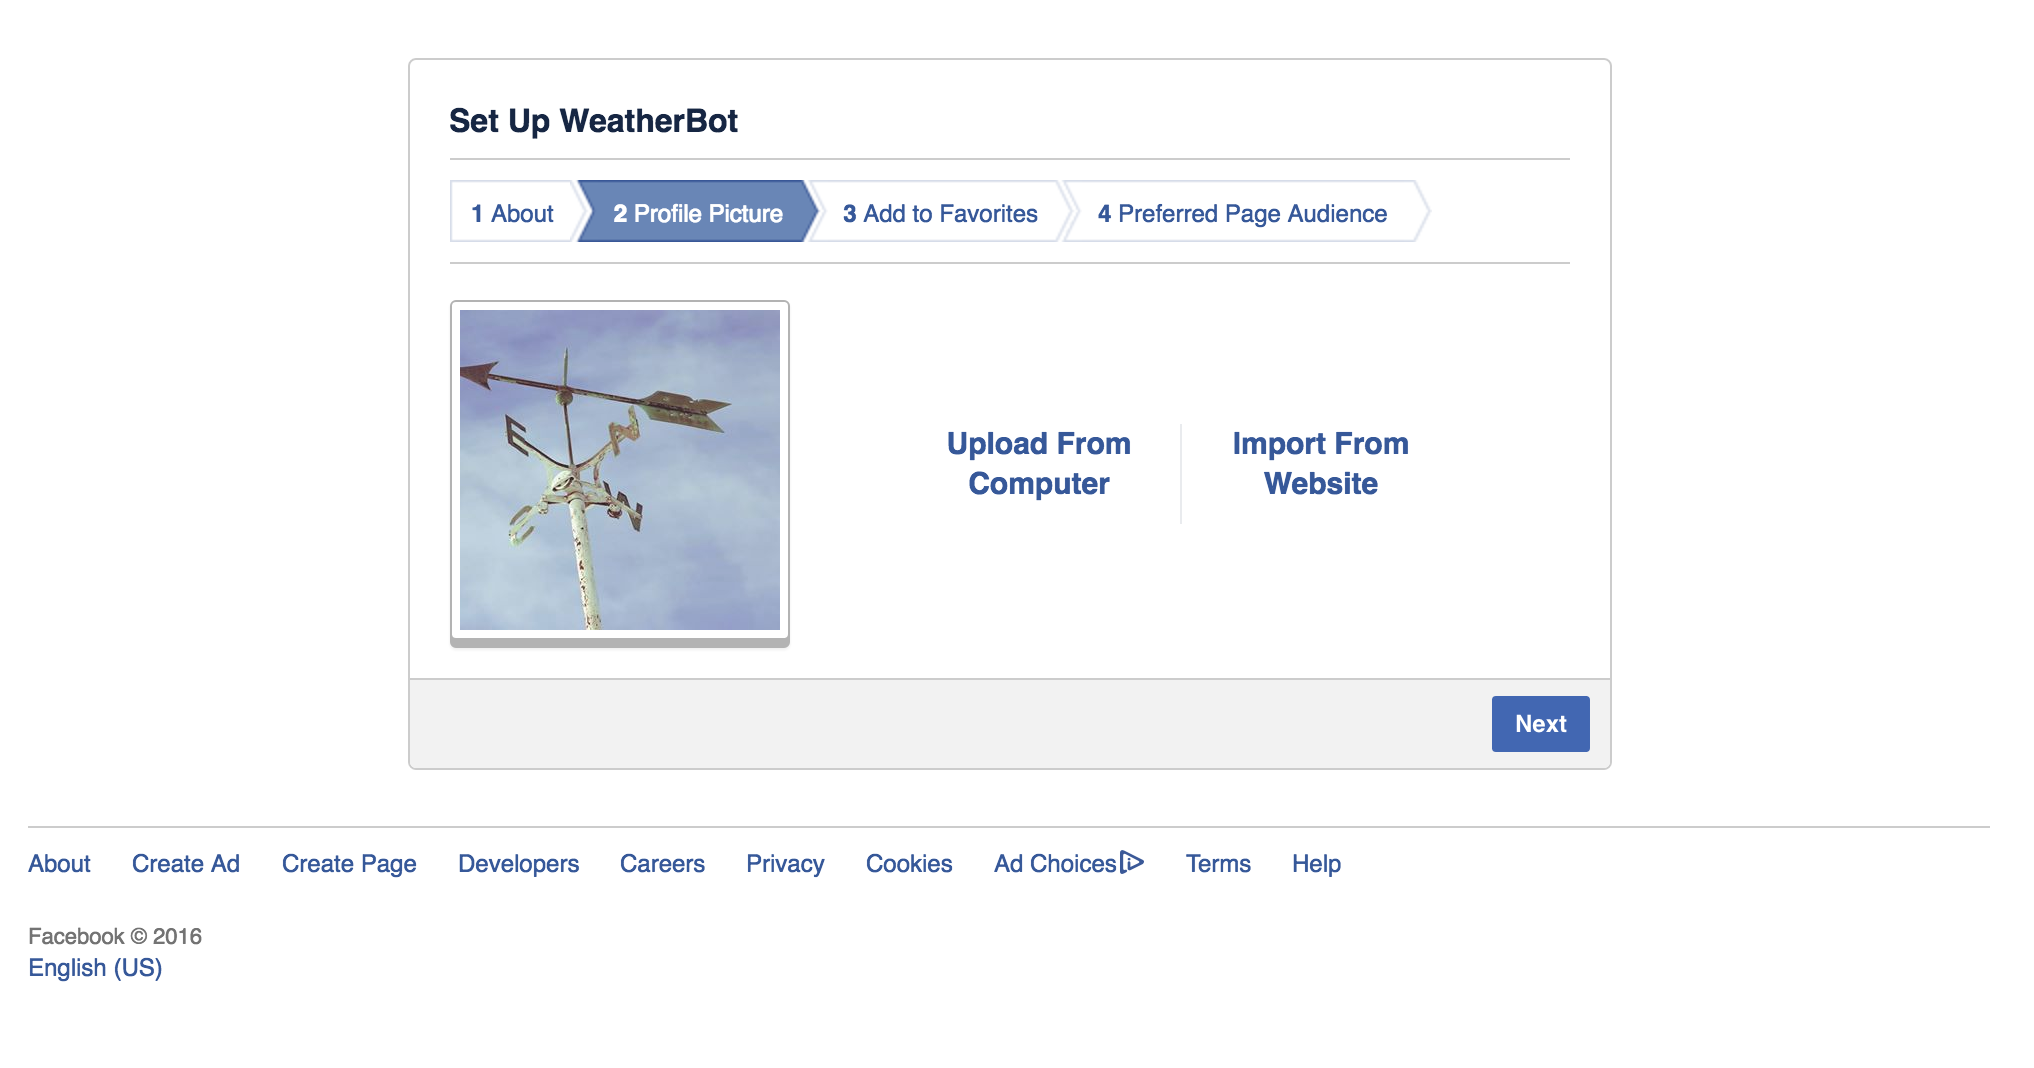 Set Up WeatherBot
1 About 2 Profile Picture 3 Add to Favorites 4 Preferred Page Audience
E N
S W
Upload From
Computer
Import From
Website
Next
About Create Ad Create Page Developers Careers Privacy Cookies Ad Choices Terms Help
Facebook © 2016
English (US)